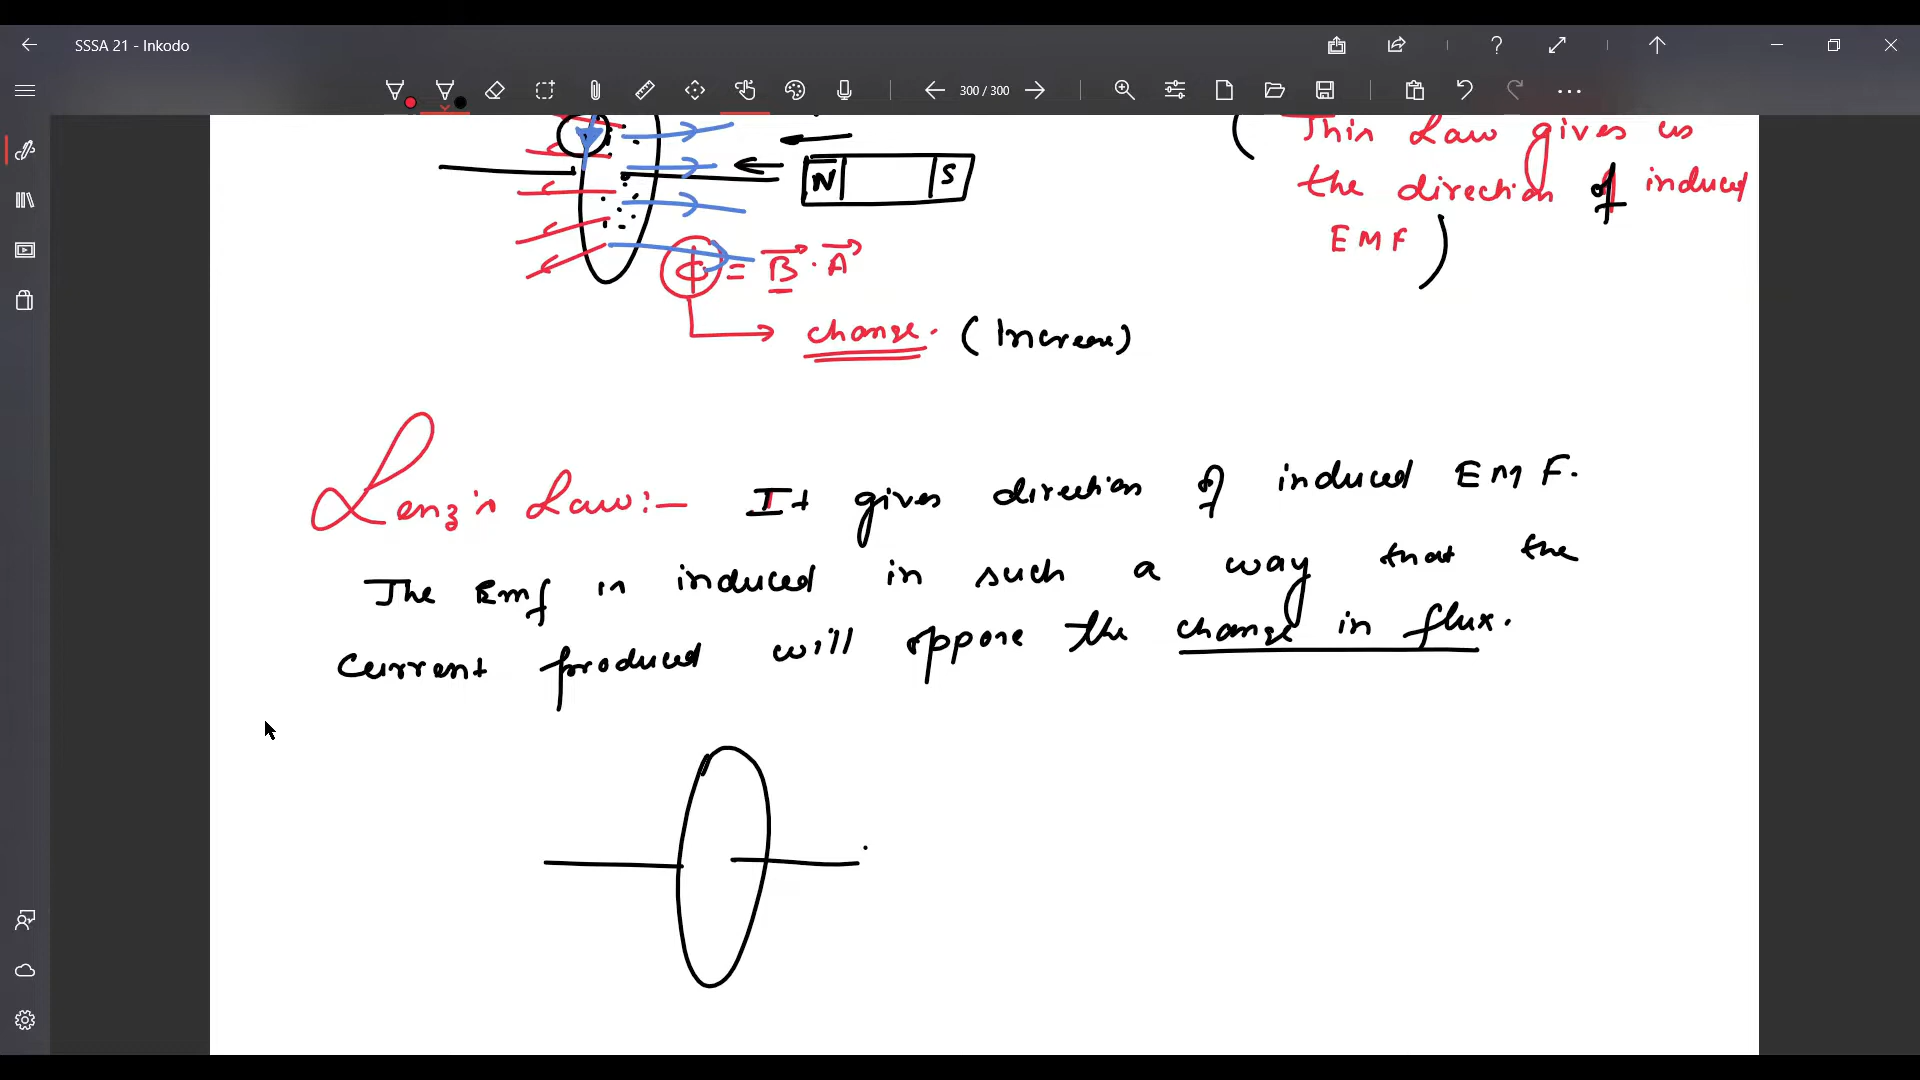 SSSA 21 - Inkodo
300 / 300
This Law gives us
the direction of induced
EMF )
N S
ϕ = B⃗ · A⃗
change. (Increase)
Lenz's Law:- It gives direction of induced EMF.
The Emf is induced in such a way that the
Current produced will oppose the change in flux.